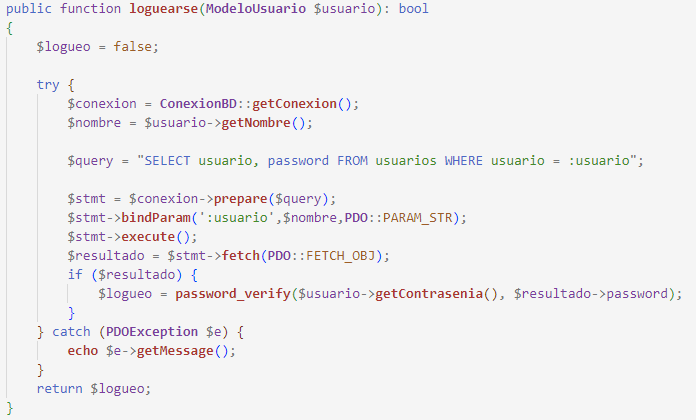 public function loguearse(ModeloUsuario $usuario): bool
{
    $logueo = false;

    try {
        $conexion = ConexionBD::getConexion();
        $nombre = $usuario->getNombre();

        $query = "SELECT usuario, password FROM usuarios WHERE usuario = :usuario";

        $stmt = $conexion->prepare($query);
        $stmt->bindParam(':usuario',$nombre,PDO::PARAM_STR);
        $stmt->execute();
        $resultado = $stmt->fetch(PDO::FETCH_OBJ);
        if ($resultado) {
            $logueo = password_verify($usuario->getContrasenia(), $resultado->password);
        }
    } catch (PDOException $e) {
        echo $e->getMessage();
    }
    return $logueo;
}